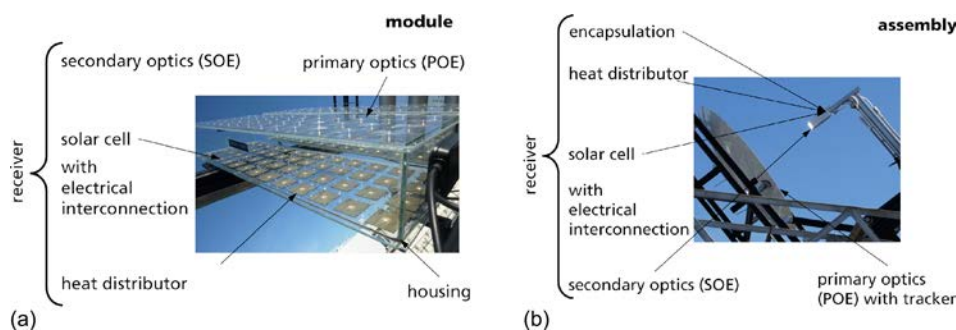 module
secondary optics (SOE)
primary optics (POE)
solar cell
with
electrical
interconnection
receiver
heat distributor
housing
(a)
assembly
encapsulation
heat distributor
solar cell
with
electrical
interconnection
receiver
secondary optics (SOE)
primary optics
(POE) with tracker
(b)